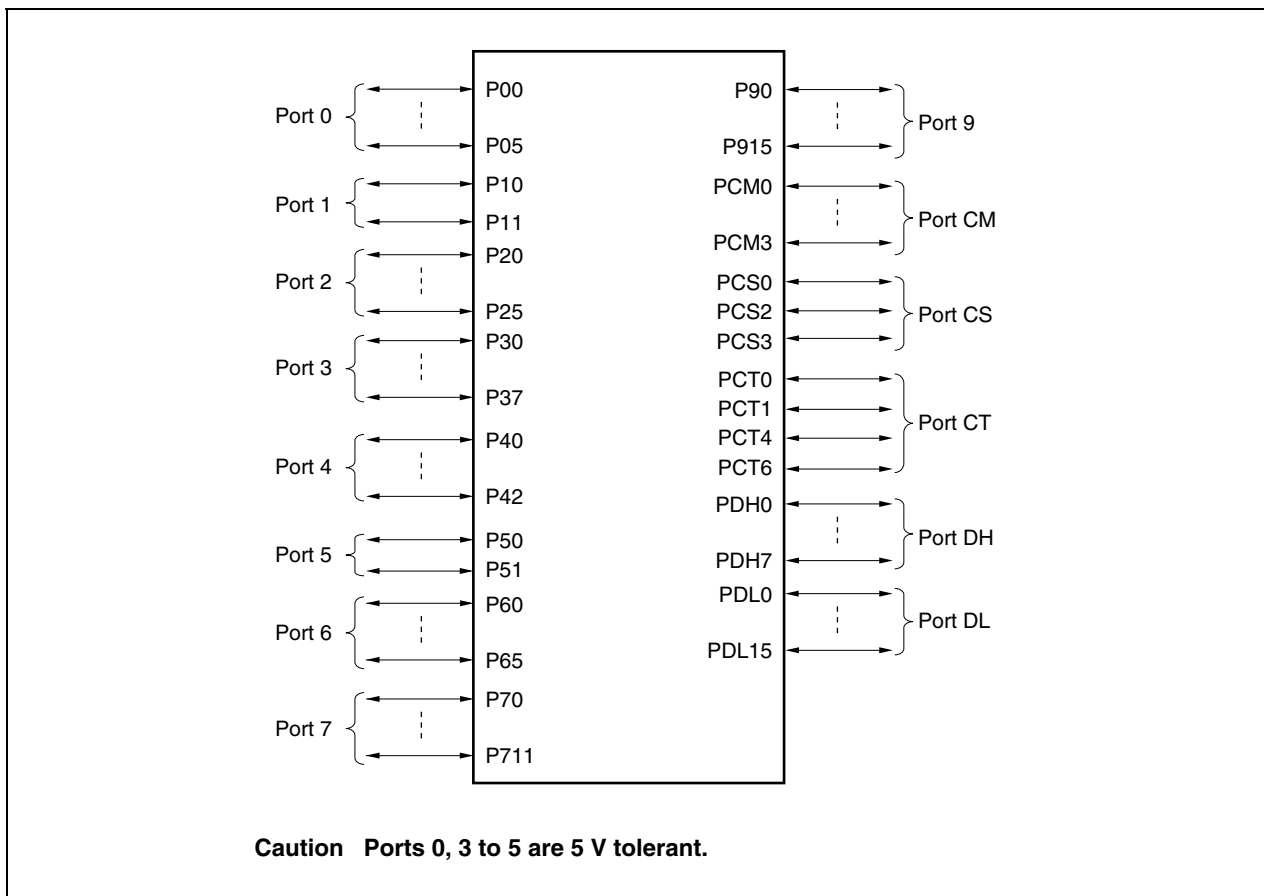 Port 0
P00
P05
Port 1
P10
P11
Port 2
P20
P25
Port 3
P30
P37
Port 4
P40
P42
Port 5
P50
P51
Port 6
P60
P65
Port 7
P70
P711
P90
P915
Port 9
PCM0
PCM3
Port CM
PCS0
PCS2
PCS3
Port CS
PCT0
PCT1
PCT4
PCT6
Port CT
PDH0
PDH7
Port DH
PDL0
PDL15
Port DL
Caution Ports 0, 3 to 5 are 5 V tolerant.